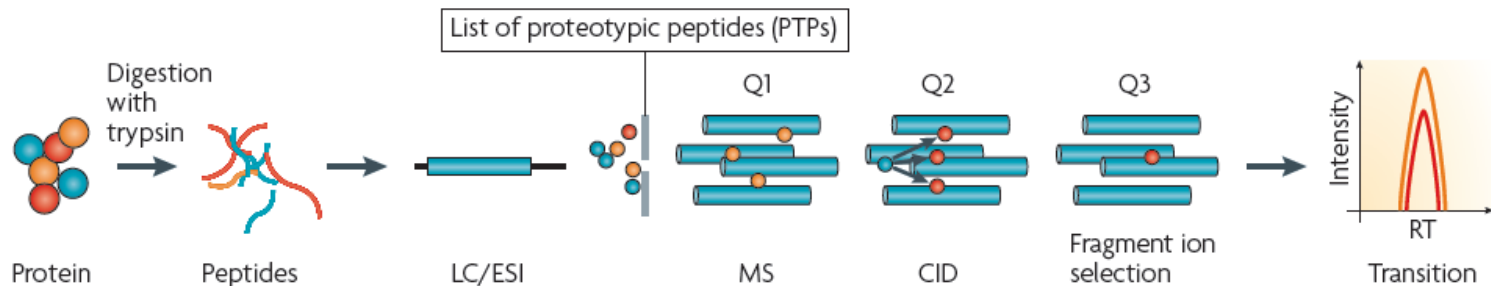 List of proteotypic peptides (PTPs)
Digestion
with
trypsin
Q1
Q2
Q3
Intensity
RT
Protein
Peptides
LC/ESI
MS
CID
Fragment ion
selection
Transition